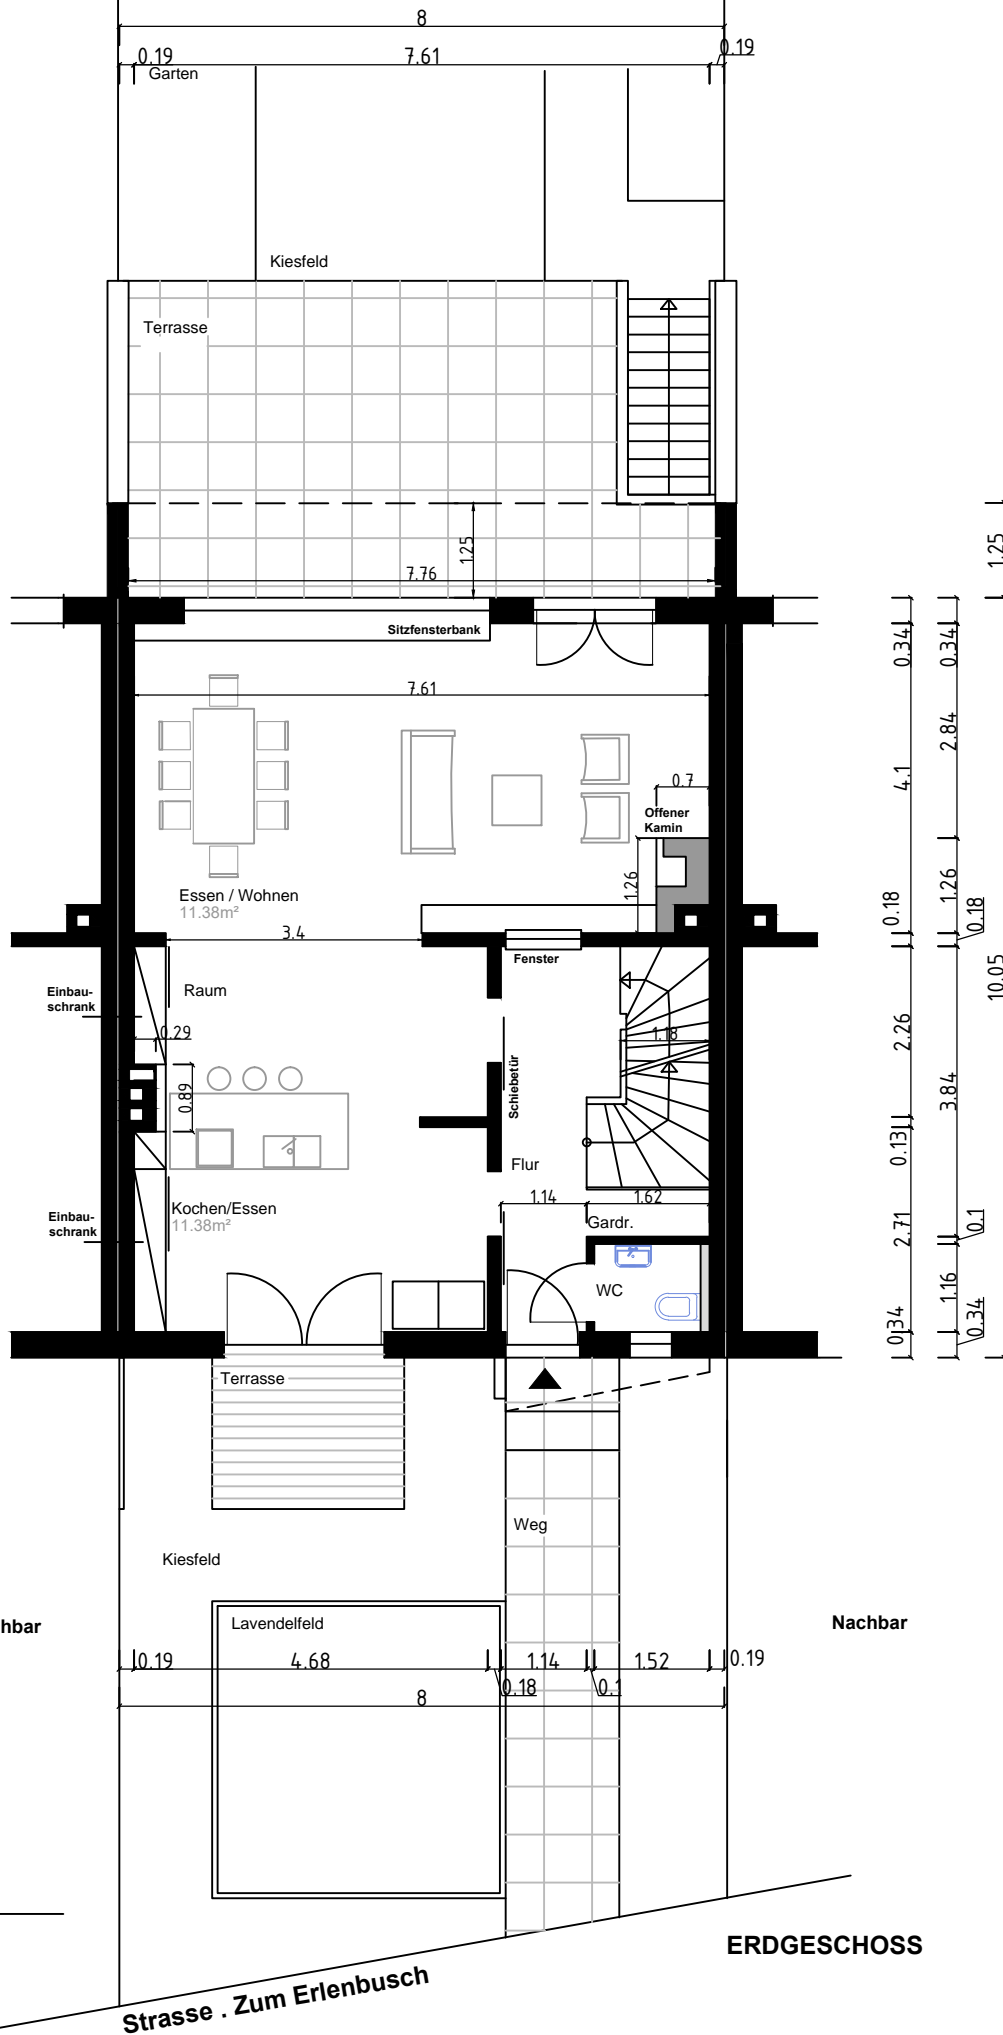 8
0.19
7.61
0.19
Garten
Kiesfeld
Terrasse
1.25
1.25
7.76
Sitzfensterbank
0.34
0.34
7.61
2.84
4.1
0.7
Offener
Kamin
1.26
1.26
Essen / Wohnen
11.38m²
0.18
0.18
3.4
Fenster
10.05
Raum
Einbau-
schrank
0.29
1.18
2.26
0.89
Schiebetür
3.84
0.13
Flur
1.14
1.62
Kochen/Essen
11.38m²
Gardr.
Einbau-
schrank
2.71
0.1
WC
1.16
0.34
0.34
Terrasse
Weg
Kiesfeld
Lavendelfeld
hbar
Nachbar
0.19
4.68
1.14
1.52
0.19
0.18
0.1
8
ERDGESCHOSS
Strasse . Zum Erlenbusch